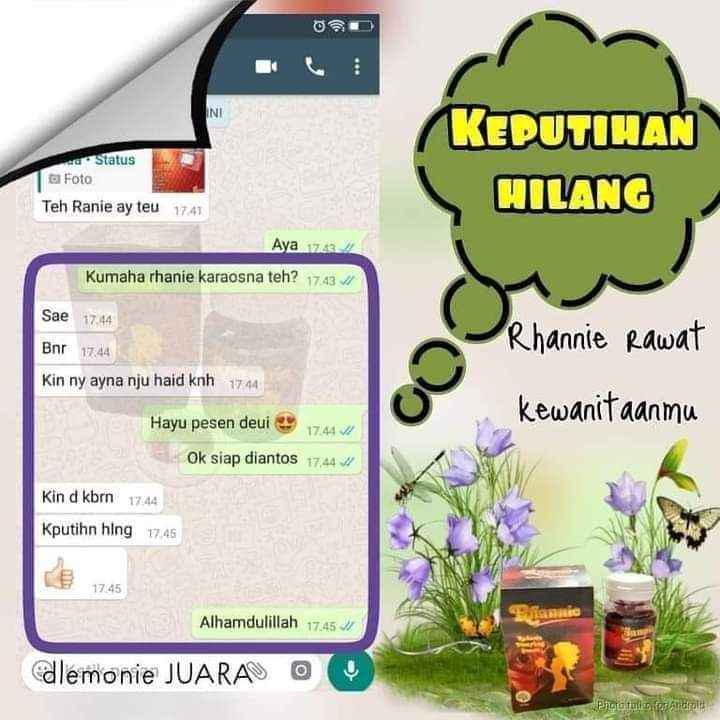 INI
Status
Foto
Teh Ranie ay teu 17.41
Aya 17.43
Kumaha rhanie karaosna teh? 17.43
Sae 17.44
Bnr 17.44
Kin ny ayna nju haid knh 17.44
Hayu pesen deui 😍 17.44
Ok siap diantos 17.44
Kin d kbrn 17.44
Kputihn hlng 17.45
👍🏻
17.45
Alhamdulillah 17.45
dlemonie JUARA
KEPUTIHAN
HILANG
Rhannie Rawat
kewanitaanmu
Rhannie